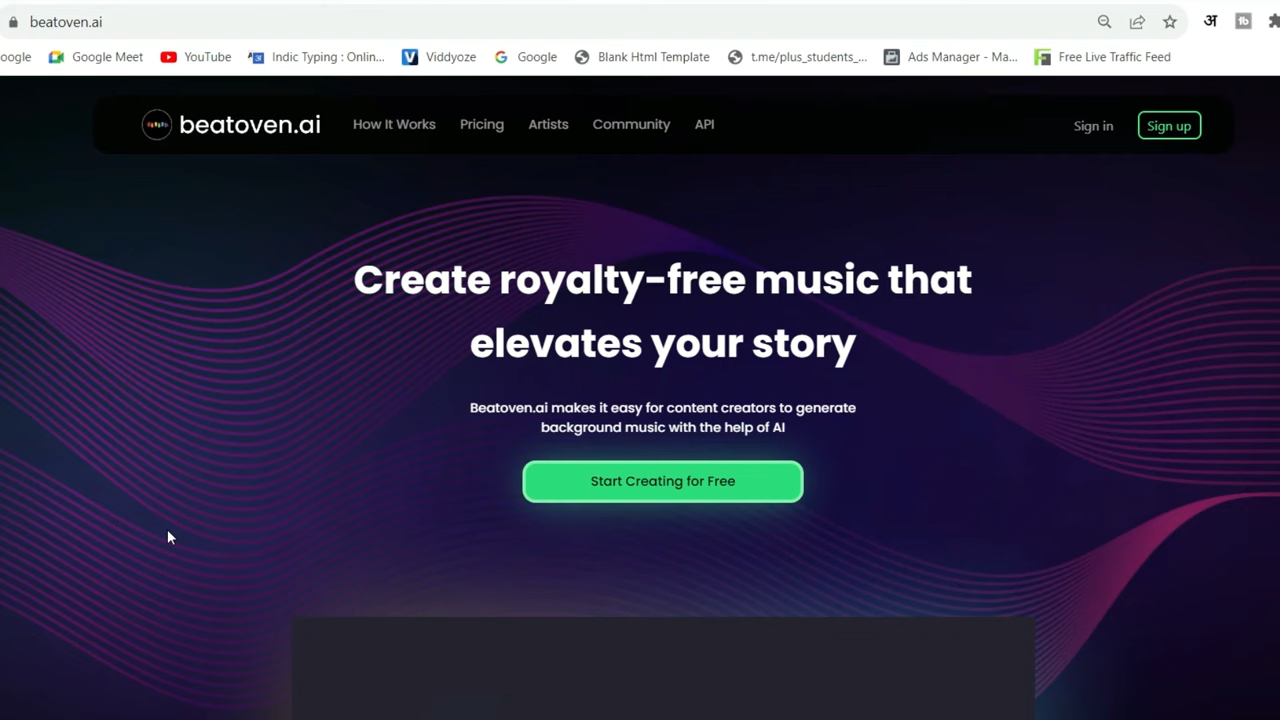 beatoven.ai
अ
oogle Google Meet YouTube Indic Typing : Onlin... Viddyoze Google Blank Html Template t.me/plus_students_... Ads Manager - Ma... Free Live Traffic Feed
beatoven.ai How It Works Pricing Artists Community API Sign in Sign up
Create royalty-free music that
elevates your story
Beatoven.ai makes it easy for content creators to generate
background music with the help of AI
Start Creating for Free